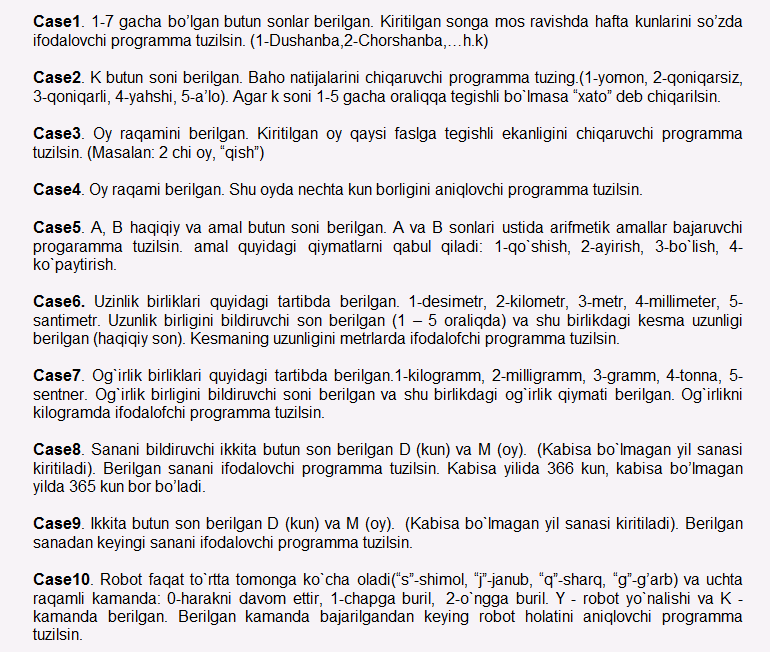 Case1. 1-7 gacha bo’lgan butun sonlar berilgan. Kiritilgan songa mos ravishda hafta kunlarini so’zda
ifodalovchi programma tuzilsin. (1-Dushanba,2-Chorshanba,…h.k)
Case2. K butun soni berilgan. Baho natijalarini chiqaruvchi programma tuzing.(1-yomon, 2-qoniqarsiz,
3-qoniqarli, 4-yahshi, 5-a’lo). Agar k soni 1-5 gacha oraliqqa tegishli bo`lmasa “xato” deb chiqarilsin.
Case3. Oy raqamini berilgan. Kiritilgan oy qaysi faslga tegishli ekanligini chiqaruvchi programma
tuzilsin. (Masalan: 2 chi oy, “qish”)
Case4. Oy raqami berilgan. Shu oyda nechta kun borligini aniqlovchi programma tuzilsin.
Case5. A, B haqiqiy va amal butun soni berilgan. A va B sonlari ustida arifmetik amallar bajaruvchi
progaramma tuzilsin. amal quyidagi qiymatlarni qabul qiladi: 1-qo`shish, 2-ayirish, 3-bo`lish, 4-
ko`paytirish.
Case6. Uzinlik birliklari quyidagi tartibda berilgan. 1-desimetr, 2-kilometr, 3-metr, 4-millimeter, 5-
santimetr. Uzunlik birligini bildiruvchi son berilgan (1 – 5 oraliqda) va shu birlikdagi kesma uzunligi
berilgan (haqiqiy son). Kesmaning uzunligini metrlarda ifodalofchi programma tuzilsin.
Case7. Og`irlik birliklari quyidagi tartibda berilgan.1-kilogramm, 2-milligramm, 3-gramm, 4-tonna, 5-
sentner. Og`irlik birligini bildiruvchi soni berilgan va shu birlikdagi og`irlik qiymati berilgan. Og`irlikni
kilogramda ifodalofchi programma tuzilsin.
Case8. Sanani bildiruvchi ikkita butun son berilgan D (kun) va M (oy). (Kabisa bo`lmagan yil sanasi
kiritiladi). Berilgan sanani ifodalovchi programma tuzilsin. Kabisa yilida 366 kun, kabisa bo’lmagan
yilda 365 kun bor bo’ladi.
Case9. Ikkita butun son berilgan D (kun) va M (oy). (Kabisa bo`lmagan yil sanasi kiritiladi). Berilgan
sanadan keyingi sanani ifodalovchi programma tuzilsin.
Case10. Robot faqat to`rtta tomonga ko`cha oladi(“s”-shimol, “j”-janub, “q”-sharq, “g”-g’arb) va uchta
raqamli kamanda: 0-harakni davom ettir, 1-chapga buril, 2-o`ngga buril. Y - robot yo`nalishi va K -
kamanda berilgan. Berilgan kamanda bajarilgandan keying robot holatini aniqlovchi programma
tuzilsin.